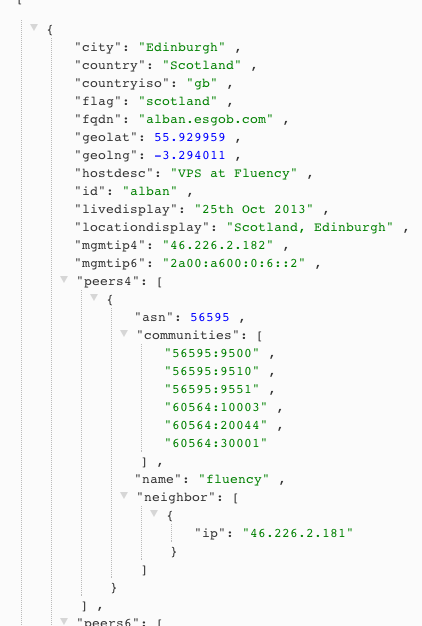 {
"city": "Edinburgh" ,
"country": "Scotland" ,
"countryiso": "gb" ,
"flag": "scotland" ,
"fqdn": "alban.esgob.com" ,
"geolat": 55.929959 ,
"geolng": -3.294011 ,
"hostdesc": "VPS at Fluency" ,
"id": "alban" ,
"livedisplay": "25th Oct 2013" ,
"locationdisplay": "Scotland, Edinburgh" ,
"mgmtip4": "46.226.2.182" ,
"mgmtip6": "2a00:a600:0:6::2" ,
"peers4": [
{
"asn": 56595 ,
"communities": [
"56595:9500" ,
"56595:9510" ,
"56595:9551" ,
"60564:10003" ,
"60564:20044" ,
"60564:30001"
] ,
"name": "fluency" ,
"neighbor": [
{
"ip": "46.226.2.181"
}
]
}
] ,
"peers6": [